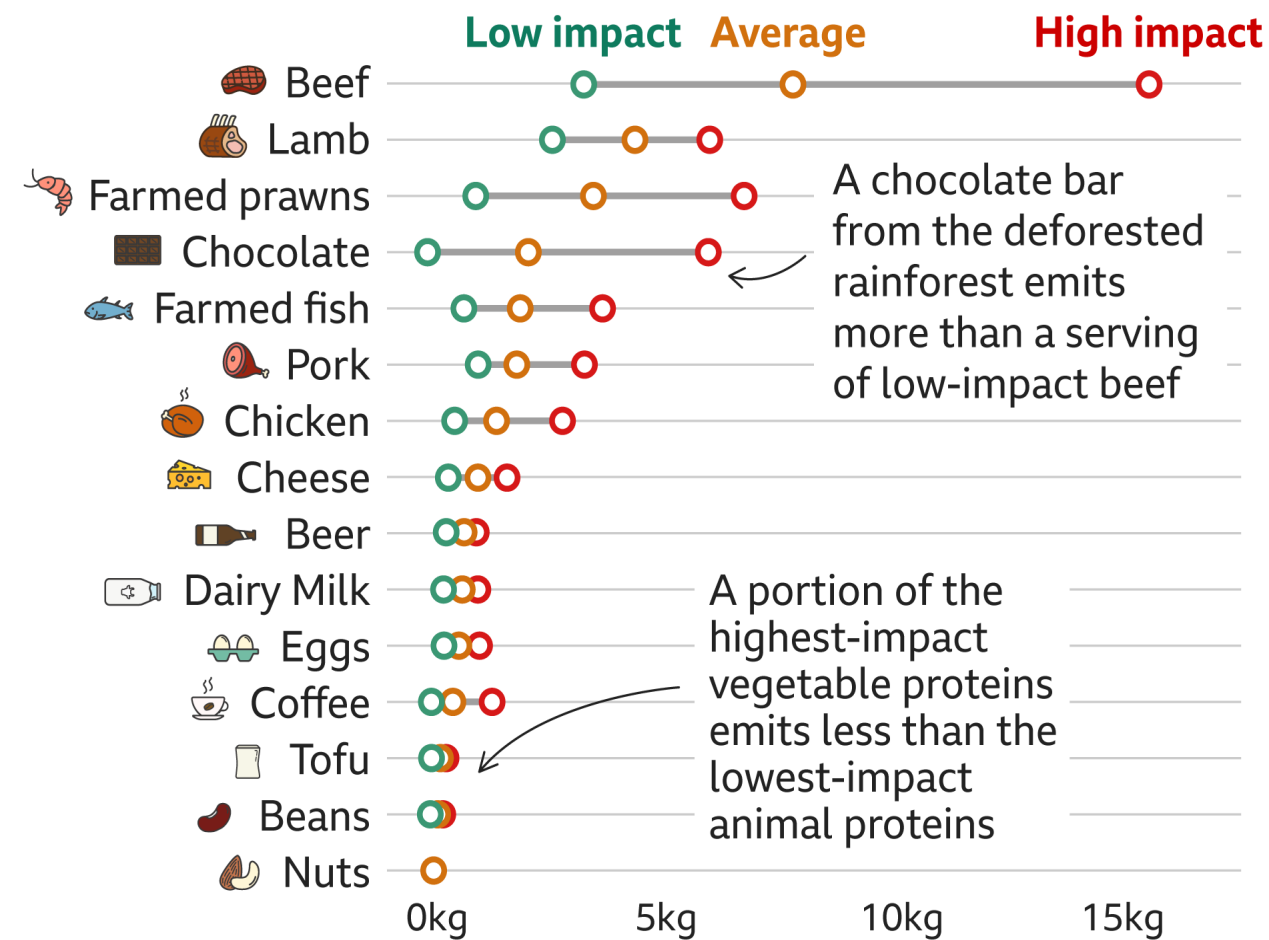 Low impact Average High impact
Beef
Lamb
Farmed prawns
Chocolate
Farmed fish
Pork
Chicken
Cheese
Beer
Dairy Milk
Eggs
Coffee
Tofu
Beans
Nuts
A chocolate bar
from the deforested
rainforest emits
more than a serving
of low-impact beef
A portion of the
highest-impact
vegetable proteins
emits less than the
lowest-impact
animal proteins
0kg 5kg 10kg 15kg